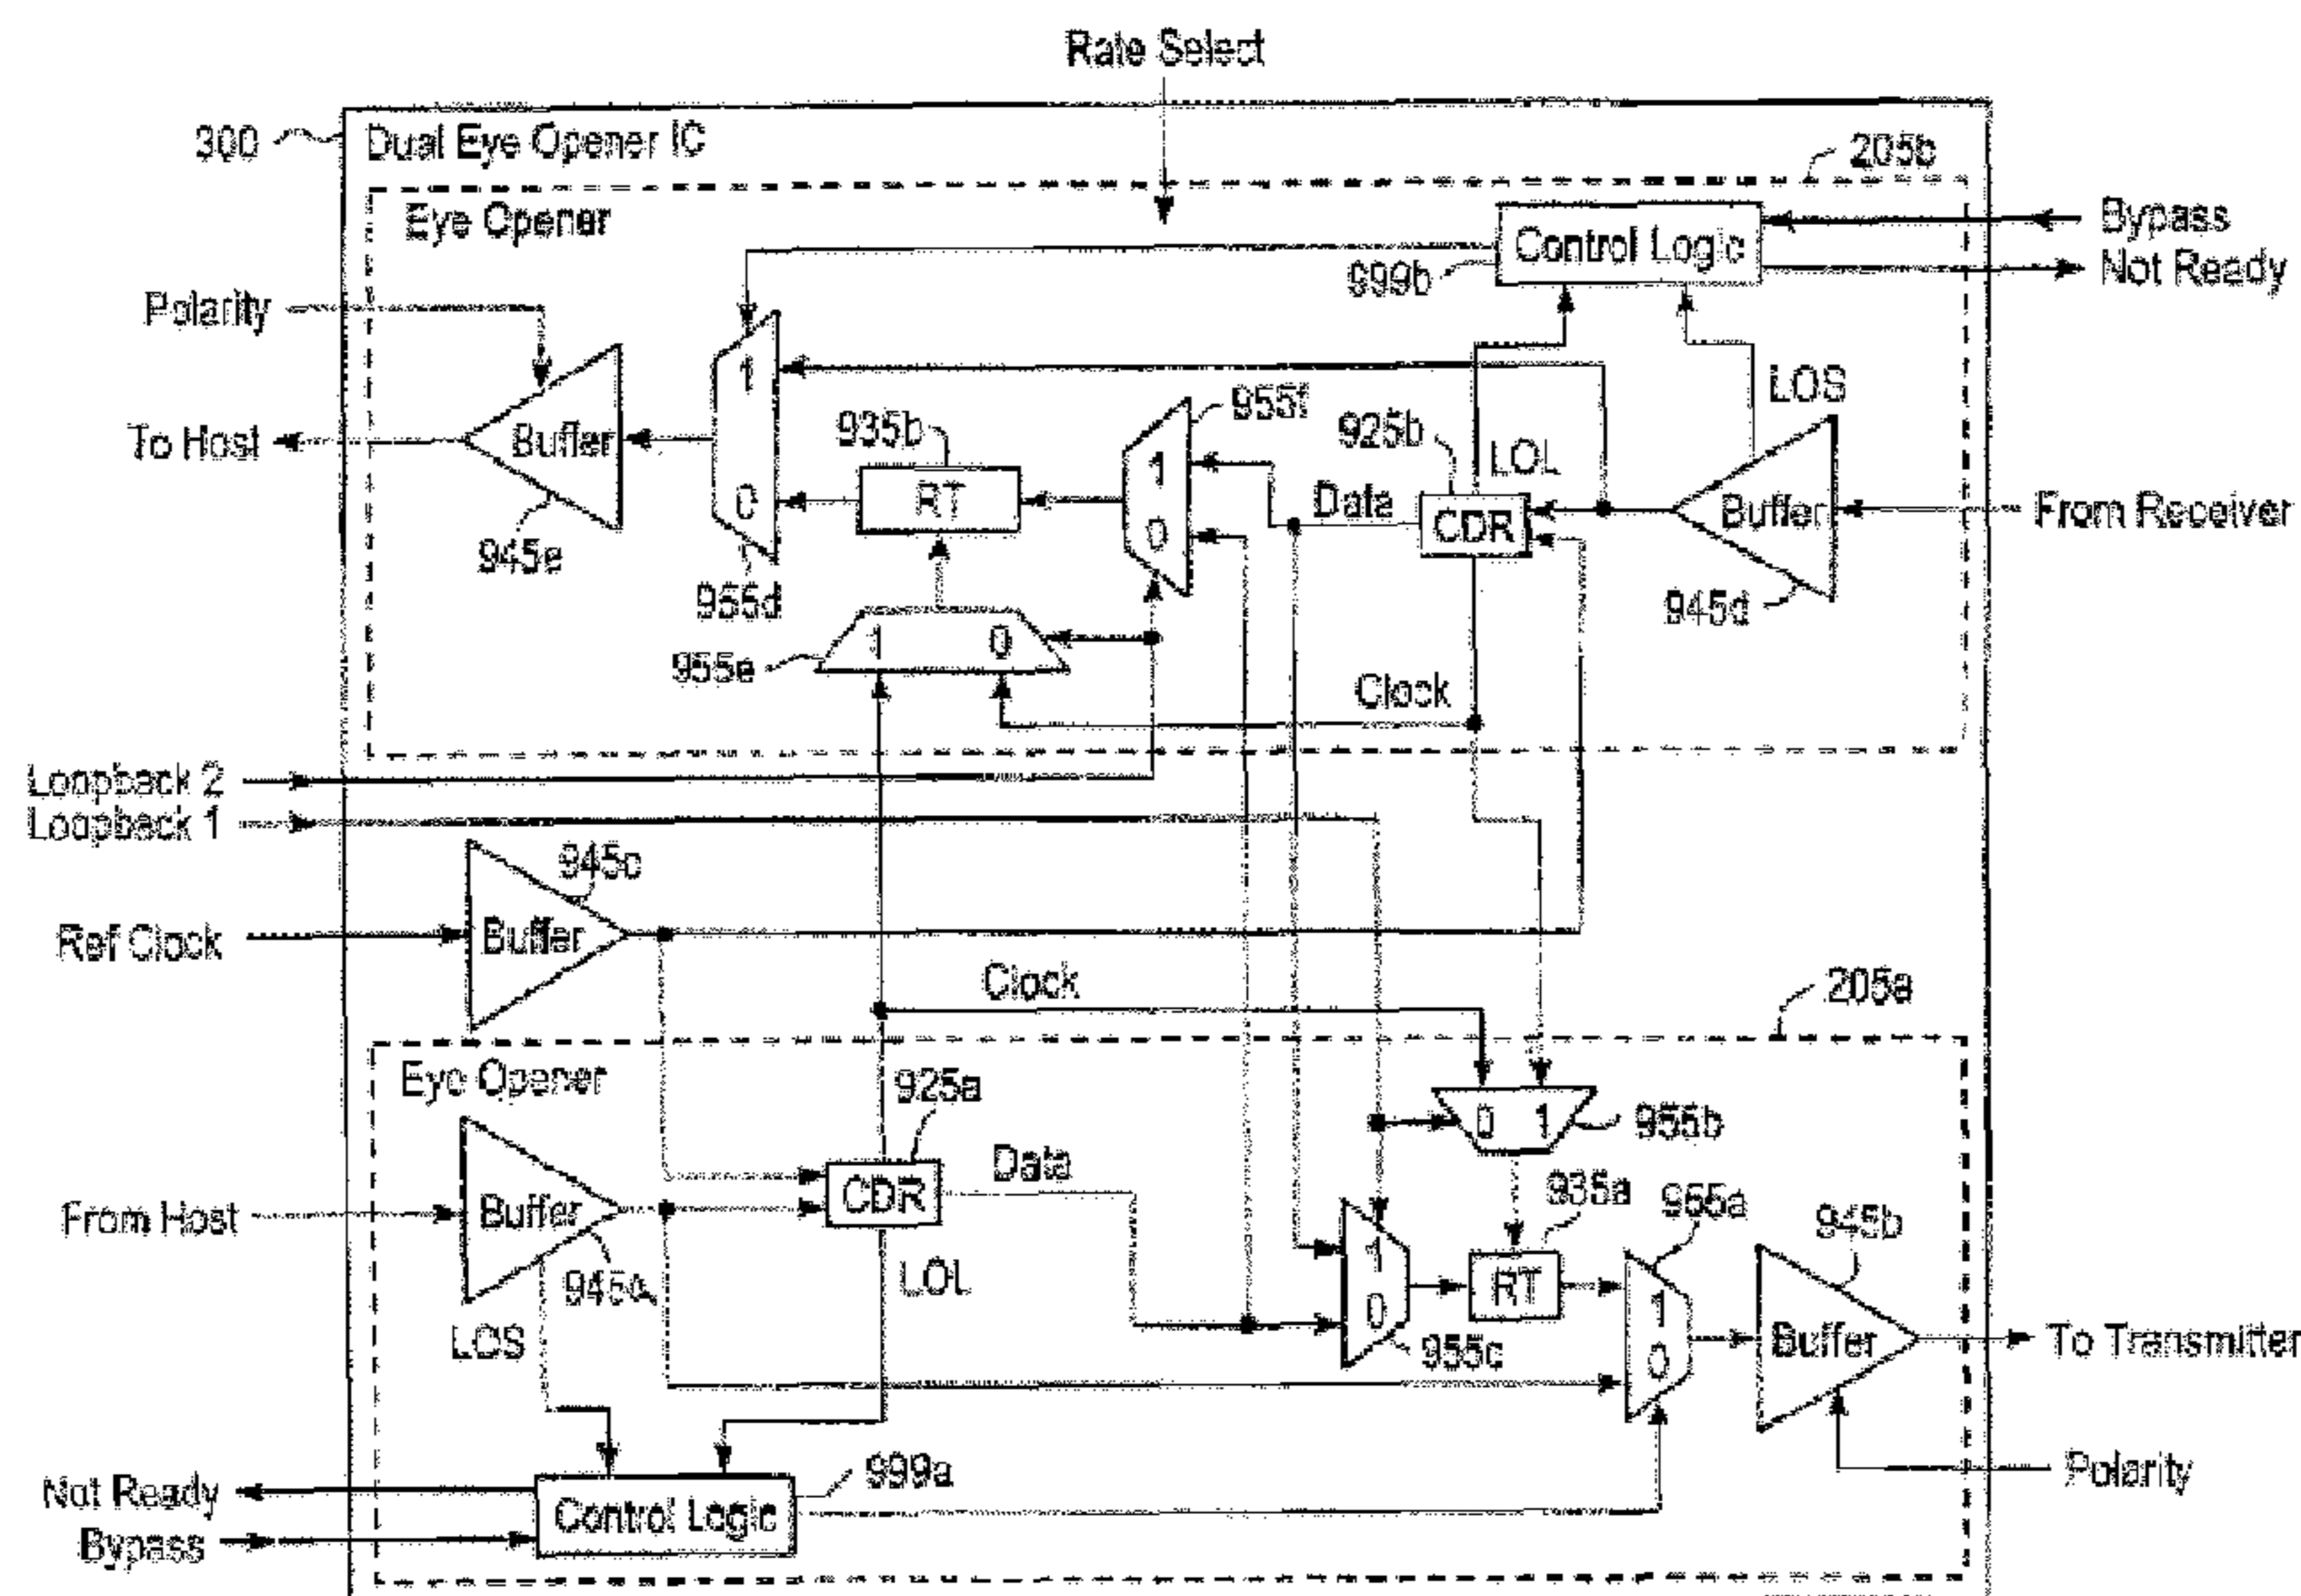 Rate Select
300
Dual Eye Opener IC
205b
Eye Opener
Bypass
Control Logic
Not Ready
999b
Polarity
1
LOS
955f
935b
925b
LOL
To Host
Buffer
1
Data
RT
CDR
Buffer
From Receiver
0
0
945e
955d
945d
1 0
955e
Clock
Loopback 2
Loopback 1
945c
Ref Clock
Buffer
Clock
205a
Eye Opener
925a
0 1
955b
Data
CDR
935a
955a
From Host
Buffer
945b
1
LOL
945a
RT
1
0
LOS
955c
Buffer
To Transmitter
0
999a
Polarity
Not Ready
Control Logic
Bypass